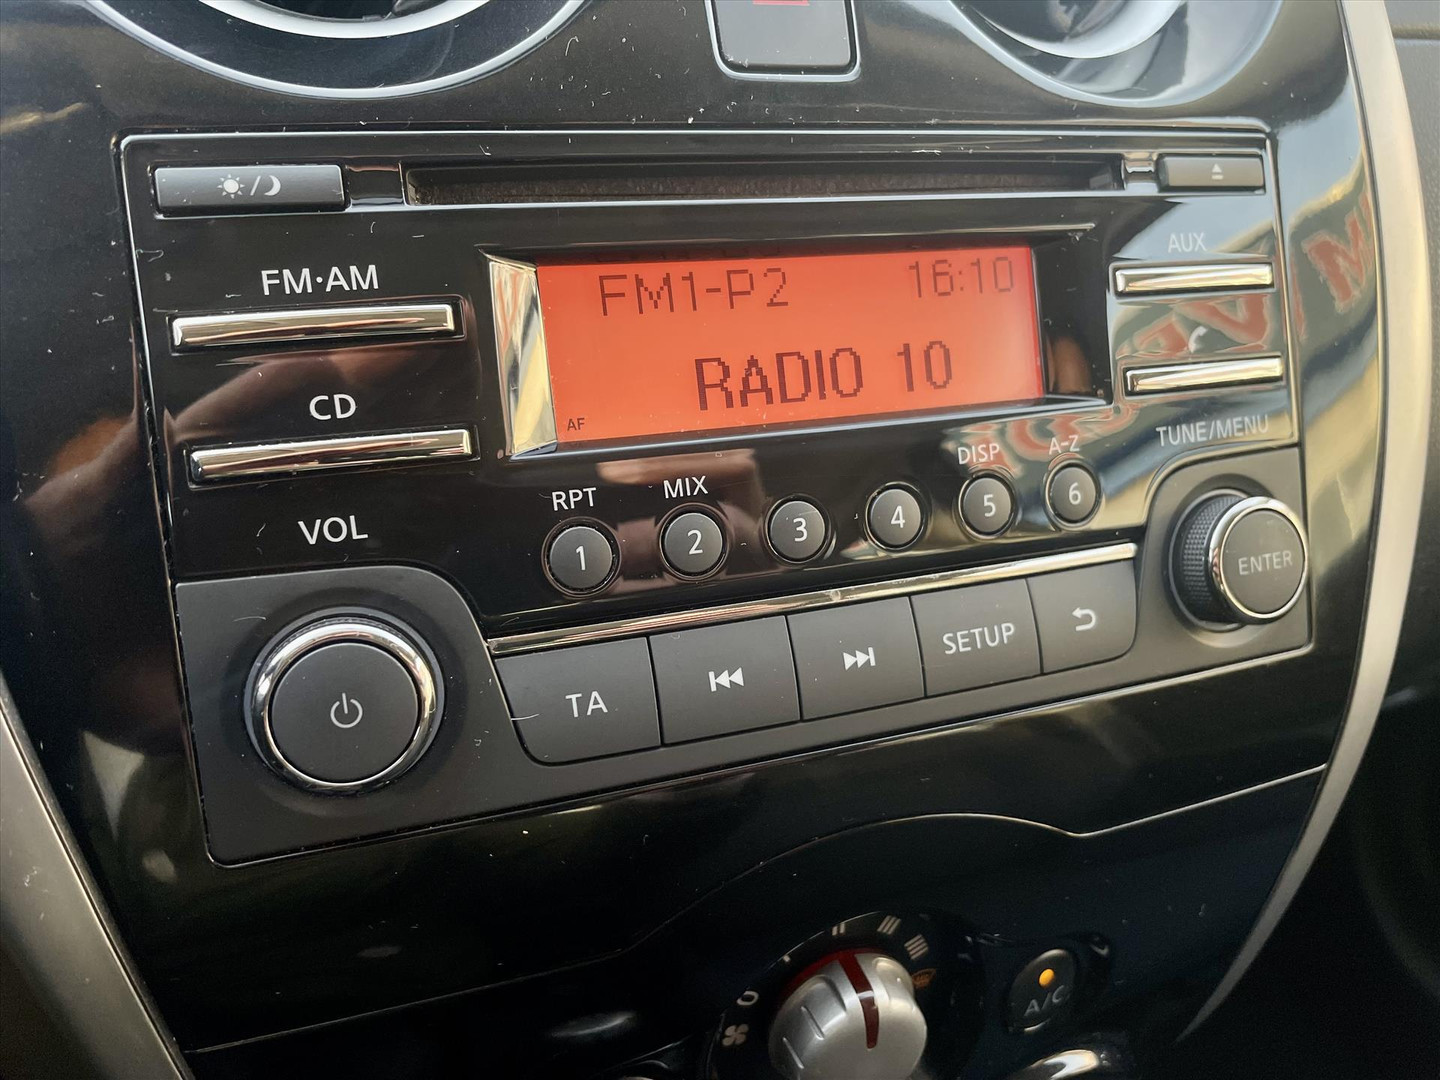 FM·AM
CD
VOL
FM1-P2 16:10
RADIO 10
AF
AUX
TUNE/MENU
RPT MIX DISP A-Z
1 2 3 4 5 6
TA SETUP
ENTER
0
A/C